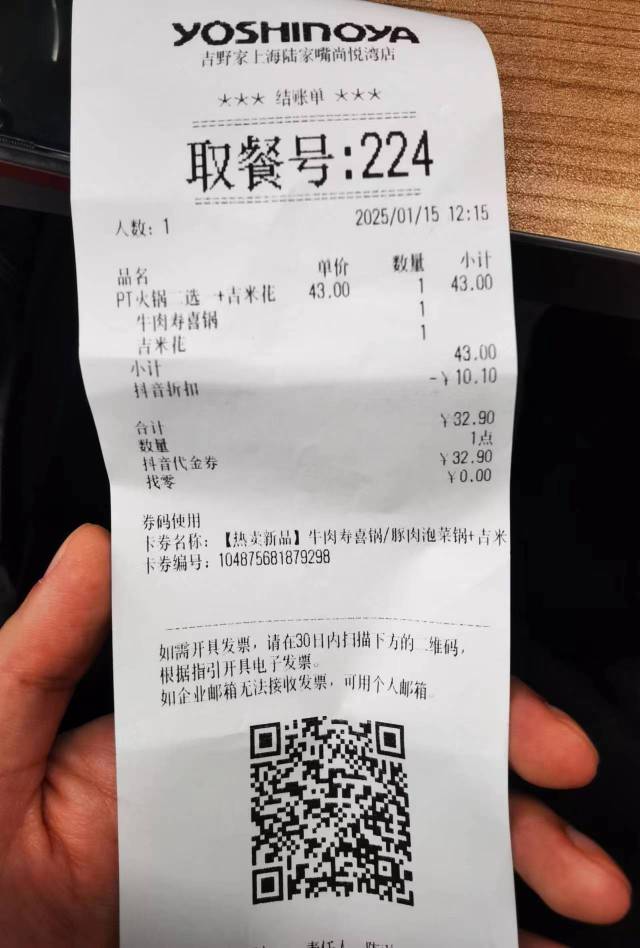 YOSHINOYA
吉野家上海陆家嘴尚悦湾店
*** 结账单 ***
取餐号:224
人数: 1 2025/01/15 12:15
品名 单价 数量 小计
PT火锅二选一+吉米花 43.00 1 43.00
牛肉寿喜锅 1
吉米花 1
小计 43.00
抖音折扣 -¥10.10
合计 ¥32.90
数量 1点
抖音代金券 ¥32.90
找零 ¥0.00
券码使用
卡券名称: 【热卖新品】牛肉寿喜锅/豚肉泡菜锅+吉米
卡券编号: 104875681879298
如需开具发票, 请在30日内扫描下方的二维码,
根据指引开具电子发票。
如企业邮箱无法接收发票, 可用个人邮箱。
责任人